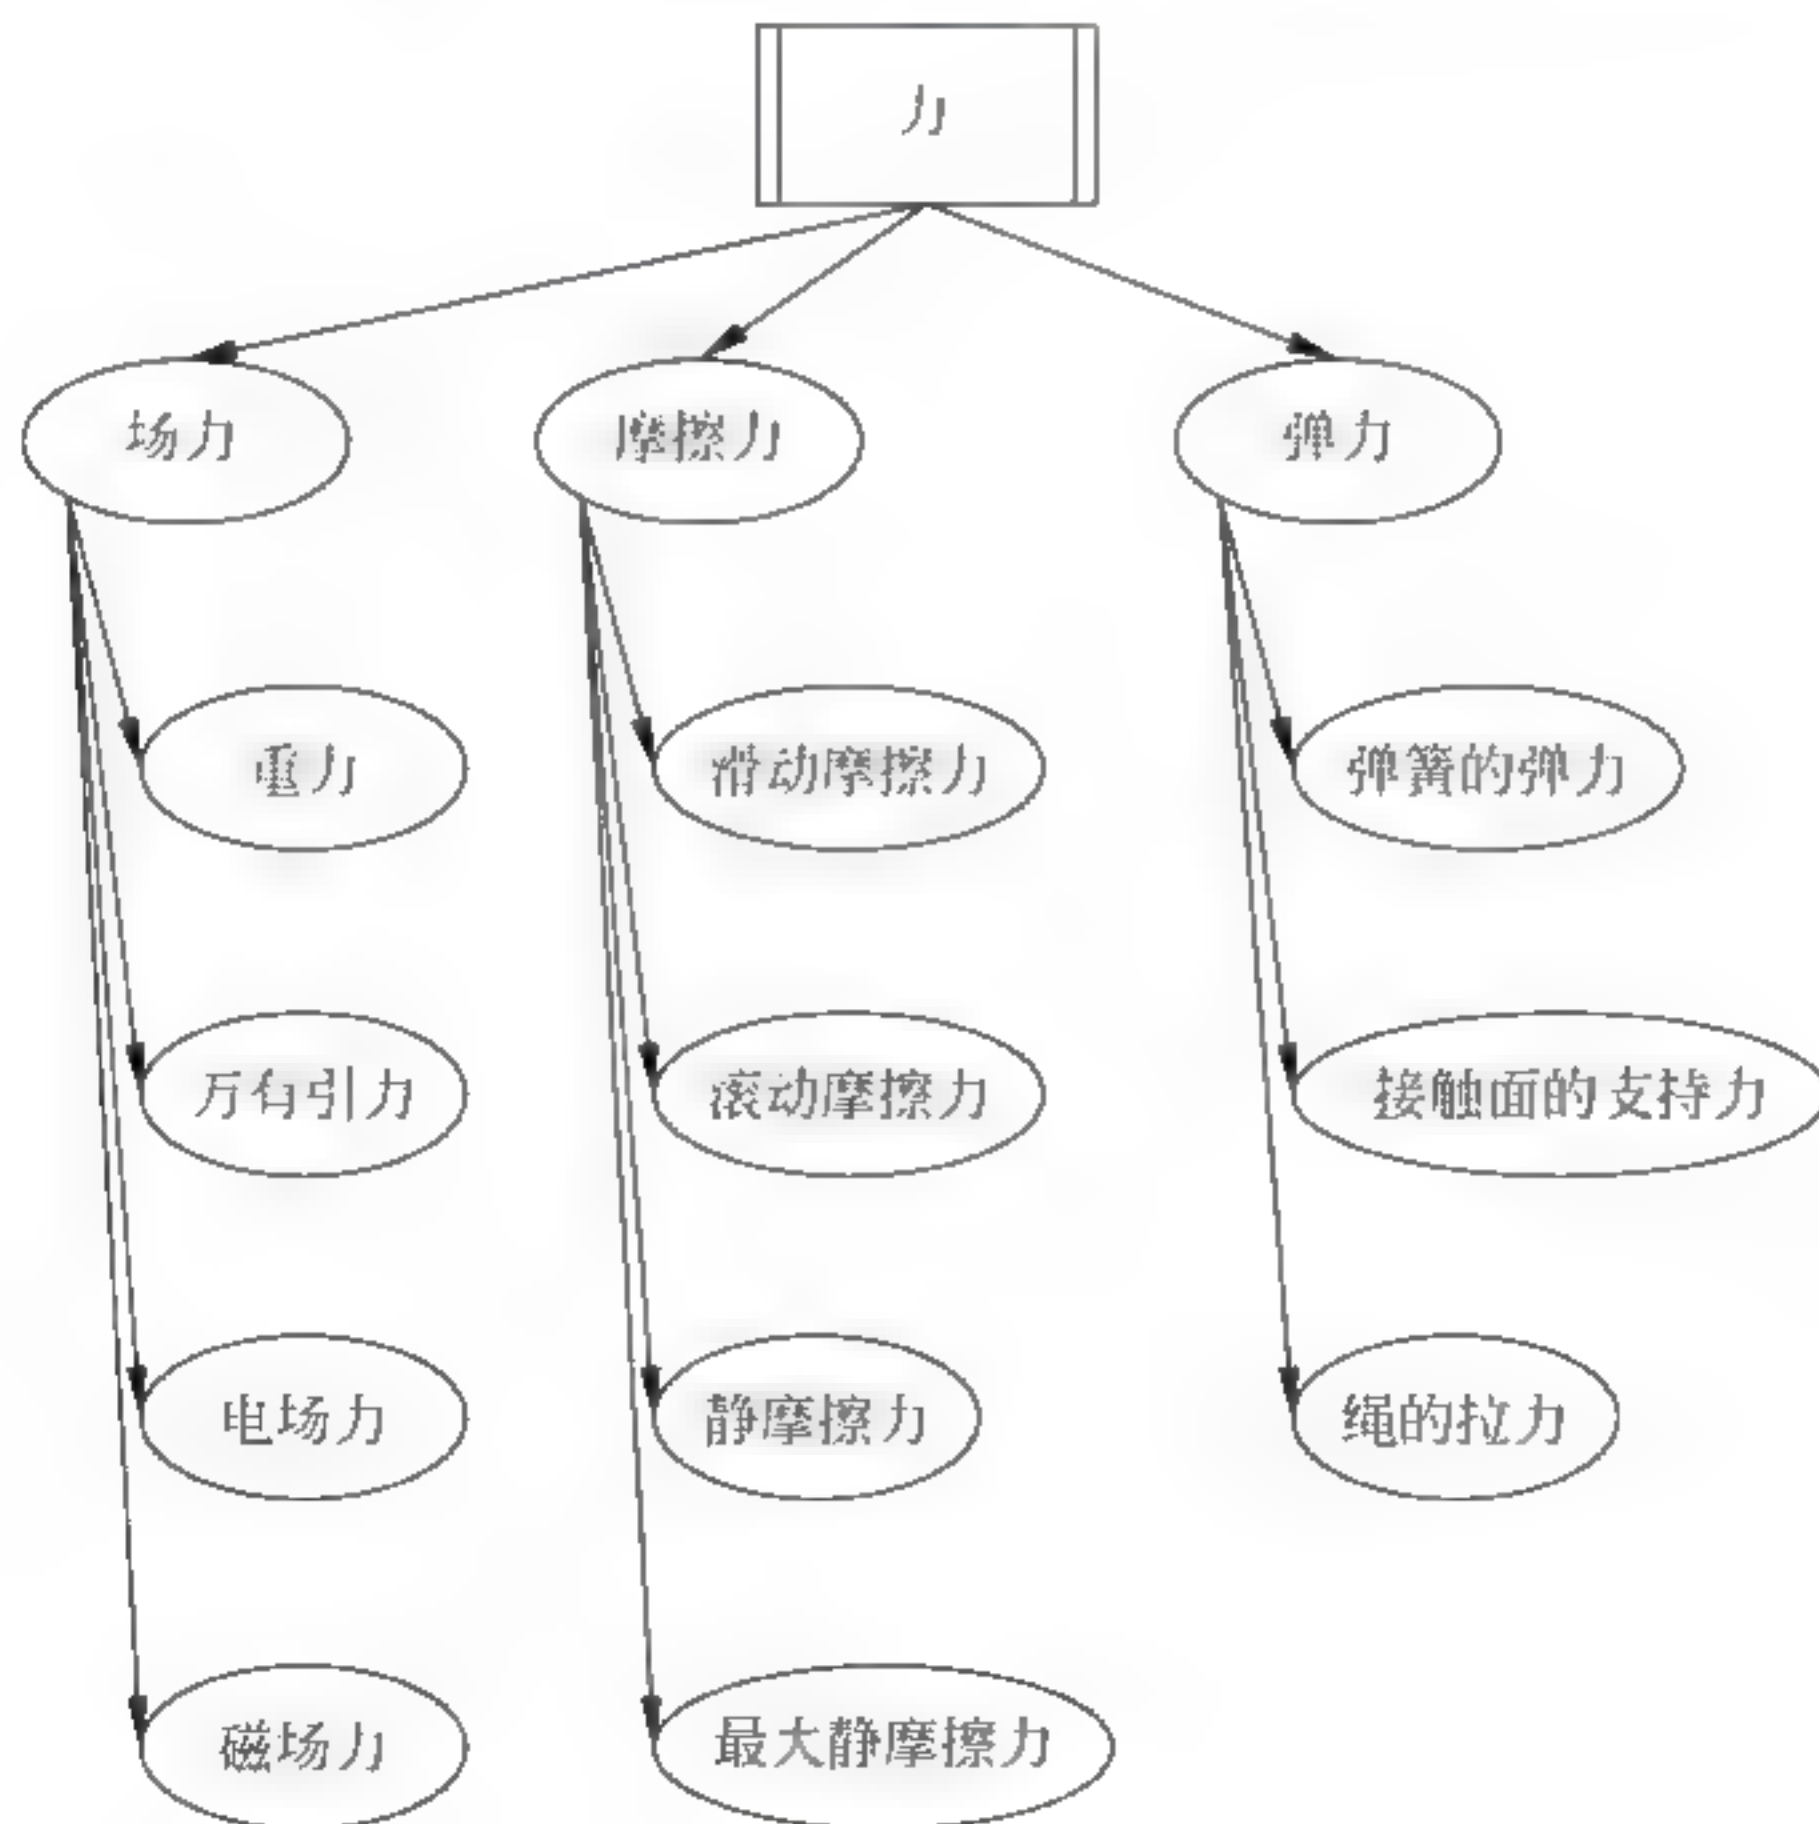 力
场力
摩擦力
弹力
重力
滑动摩擦力
弹簧的弹力
万有引力
滚动摩擦力
接触面的支持力
电场力
静摩擦力
绳的拉力
磁场力
最大静摩擦力